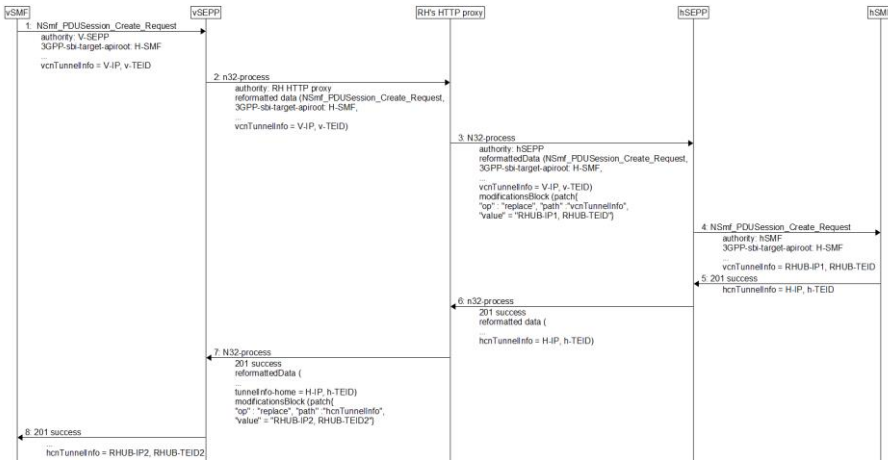 vSMF
vSEPP
RH's HTTP proxy
hSEPP
hSMF
1: NSmf_PDUSession_Create_Request
authority: V-SEPP
3GPP-sbi-target-apiroot: H-SMF
...
vcnTunnelInfo = V-IP, v-TEID
2: n32-process
authority: RH HTTP proxy
reformatted data (NSmf_PDUSession_Create_Request,
3GPP-sbi-target-apiroot: H-SMF,
...
vcnTunnelInfo = V-IP, v-TEID)
3: N32-process
authority: hSEPP
reformattedData (NSmf_PDUSession_Create_Request,
3GPP-sbi-target-apiroot: H-SMF,
...
vcnTunnelInfo = V-IP, v-TEID)
modificationsBlock (patch{
"op" : "replace", "path" :"vcnTunnelInfo",
"value" = "RHUB-IP1, RHUB-TEID"}
4: NSmf_PDUSession_Create_Request
authority: hSMF
3GPP-sbi-target-apiroot: H-SMF
...
vcnTunnelInfo = RHUB-IP1, RHUB-TEID
5: 201 success
hcnTunnelInfo = H-IP, h-TEID
6: n32-process
201 success
reformatted data (
...
hcnTunnelInfo = H-IP, h-TEID)
7: N32-process
201 success
reformattedData (
...
tunnelInfo-home = H-IP, h-TEID)
modificationsBlock (patch{
"op" : "replace", "path" :"hcnTunnelInfo",
"value" = "RHUB-IP2, RHUB-TEID2"}
8: 201 success
...
hcnTunnelInfo = RHUB-IP2, RHUB-TEID2